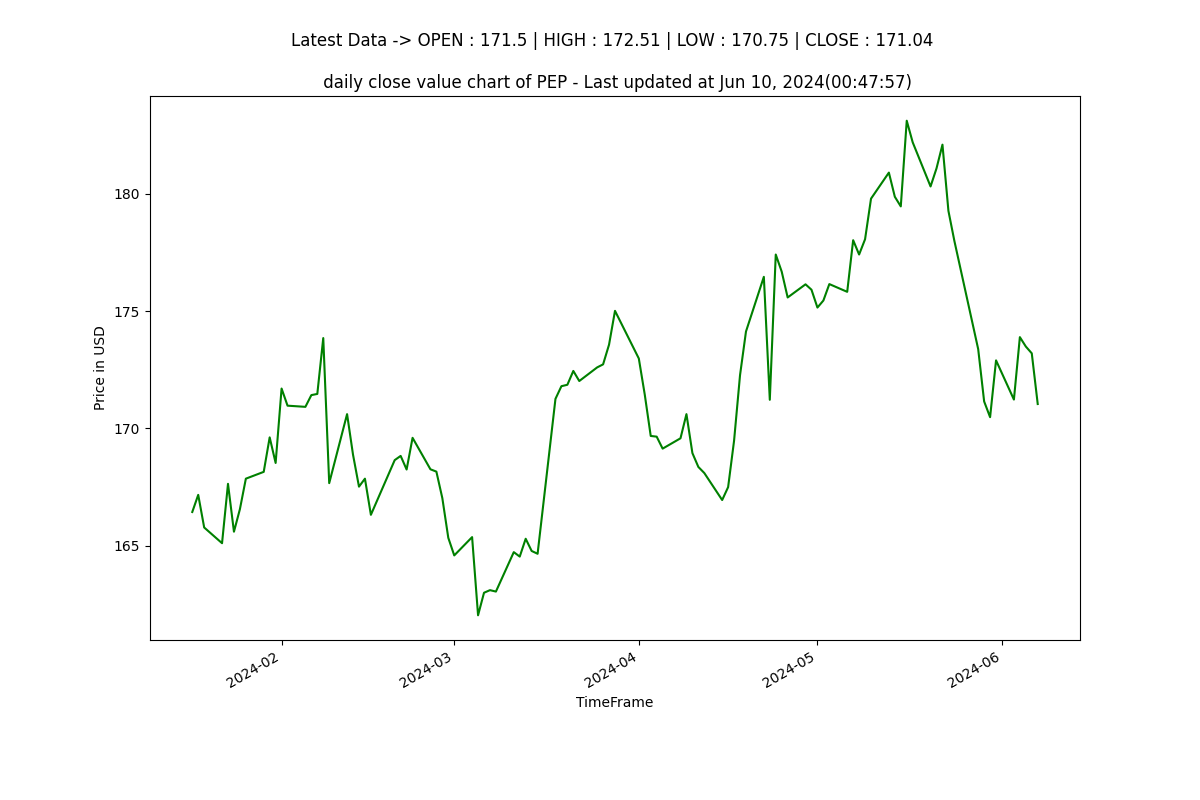 Latest Data -> OPEN : 171.5 | HIGH : 172.51 | LOW : 170.75 | CLOSE : 171.04
daily close value chart of PEP - Last updated at Jun 10, 2024(00:47:57)
180
175
170
165
Price in USD
2024-02
2024-03
2024-04
2024-05
2024-06
TimeFrame